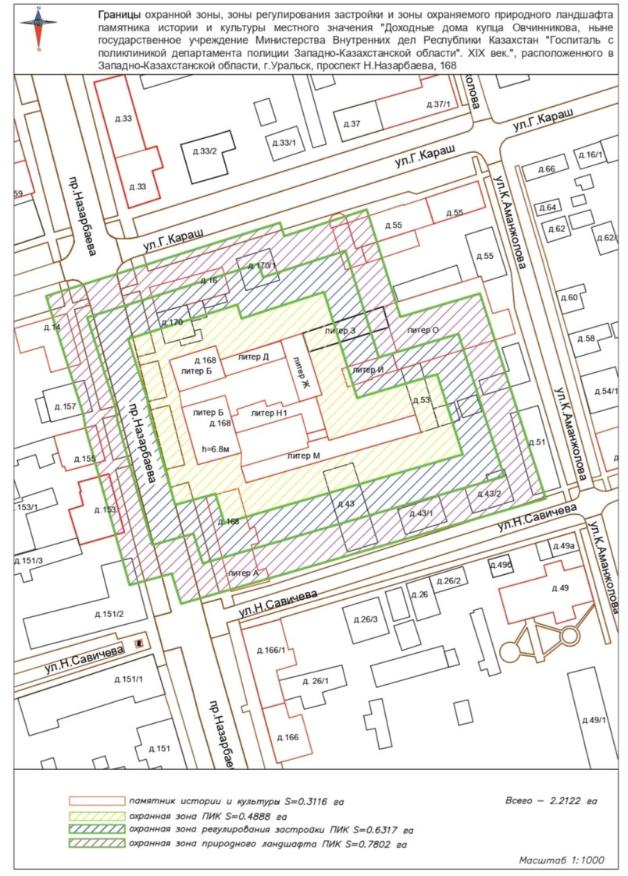 Границы охранной зоны, зоны регулирования застройки и зоны охраняемого природного ландшафта
памятника истории и культуры местного значения "Доходные дома купца Овчинникова, ныне
государственное учреждение Министерства Внутренних дел Республики Казахстан "Госпиталь с
поликлиникой департамента полиции Западно-Казахстанской области". XIX век.", расположенного в
Западно-Казахстанской области, г.Уральск, проспект Н.Назарбаева, 168
д.33
д.33/2
д.33/1
д.37
д.37/1
ул.Г.Караш
д.33
ул.Г.Караш
д.66
д.16/1
пр.Назарбаева
ул.К.Аманжолова
д.64
д.62
д.62/
д.55
д.55
ул.Г.Караш
д.55
д.170/1
д.16
д.60
д.14
д.170
литер З
литер О
д.58
д.168
литер Б
литер Д
литер Ж
литер И
д.54/1
д.157
пр.Назарбаева
литер Б
д.168
литер Н1
д.53
ул.К.Аманжолова
h=6.8м
литер М
д.51
д.155
д.153
д.153/1
д.43
д.43/2
д.43/1
д.168
ул.Н.Савичева
ул.К.Аманжолова
д.151/3
литер А
д.49а
д.49б
д.49
д.26/2
д.26
ул.Н.Савичева
д.151/2
д.26/3
ул.Н.Савичева
д.166/1
д.151/1
д.26/1
пр.Назарбаева
д.151
д.166
д.49/1
памятник истории и культуры S=0.3116 га
Всего – 2.2122 га
охранная зона ПИК S=0.4888 га
охранная зона регулирования застройки ПИК S=0.6317 га
охранная зона природного ландшафта ПИК S=0.7802 га
Масштаб 1:1000